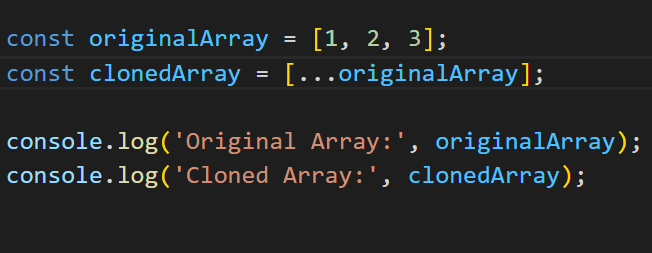 const originalArray = [1, 2, 3];
const clonedArray = [...originalArray];
console.log('Original Array:', originalArray);
console.log('Cloned Array:', clonedArray);